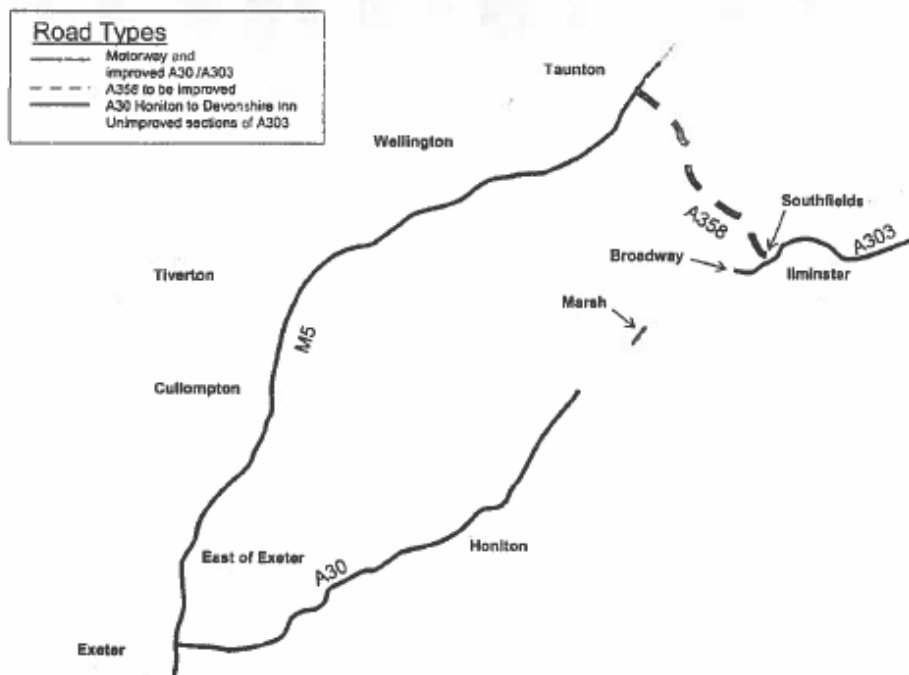 Road Types
Motorway and
improved A30/A303
A358 to be improved
A30 Honiton to Devonshire Inn
Unimproved sections of A303
Taunton
Wellington
Southfields
A358
A303
Broadway
Ilminster
Tiverton
Marsh
M5
Cullompton
Honiton
East of Exeter
A30
Exeter